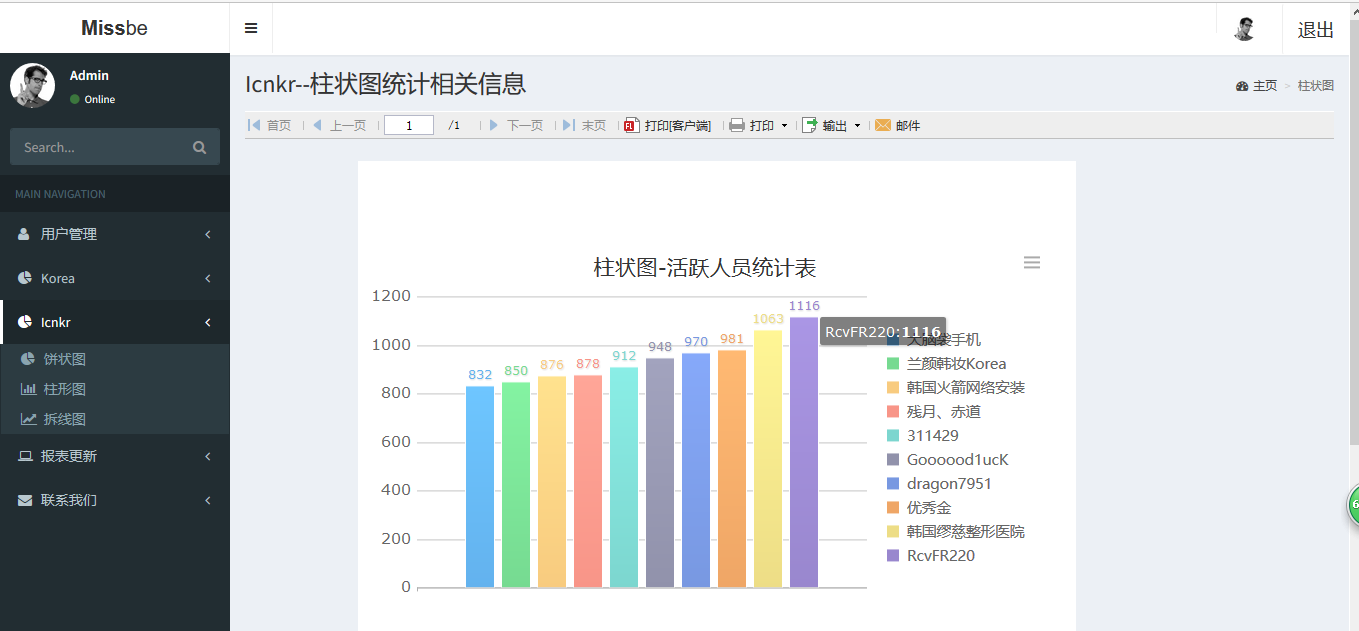 Missbe
退出
Admin
Online
Search...
MAIN NAVIGATION
用户管理
Korea
Icnkr
饼状图
柱形图
拆线图
报表更新
联系我们
Icnkr--柱状图统计相关信息
主页 > 柱状图
首页 上一页 1 /1 下一页 末页 打印[客户端] 打印 输出 邮件
柱状图-活跃人员统计表
1200
1000
800
600
400
200
0
832
850
876
878
912
948
970
981
1063
1116
RcvFR220:1116
大脑袋手机
兰颜韩妆Korea
韩国火箭网络安装
残月、赤道
311429
Goooood1ucK
dragon7951
优秀金
韩国缪慈整形医院
RcvFR220